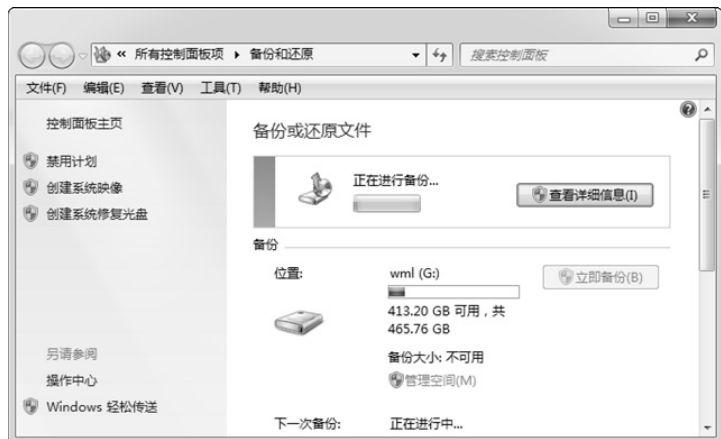 « 所有控制面板项 ▸ 备份和还原
搜索控制面板
文件(F) 编辑(E) 查看(V) 工具(T) 帮助(H)
控制面板主页
禁用计划
创建系统映像
创建系统修复光盘
另请参阅
操作中心
Windows 轻松传送
备份或还原文件
正在进行备份...
查看详细信息(I)
备份
位置:
wml (G:)
立即备份(B)
413.20 GB 可用，共
465.76 GB
备份大小: 不可用
管理空间(M)
下一次备份:
正在进行中...